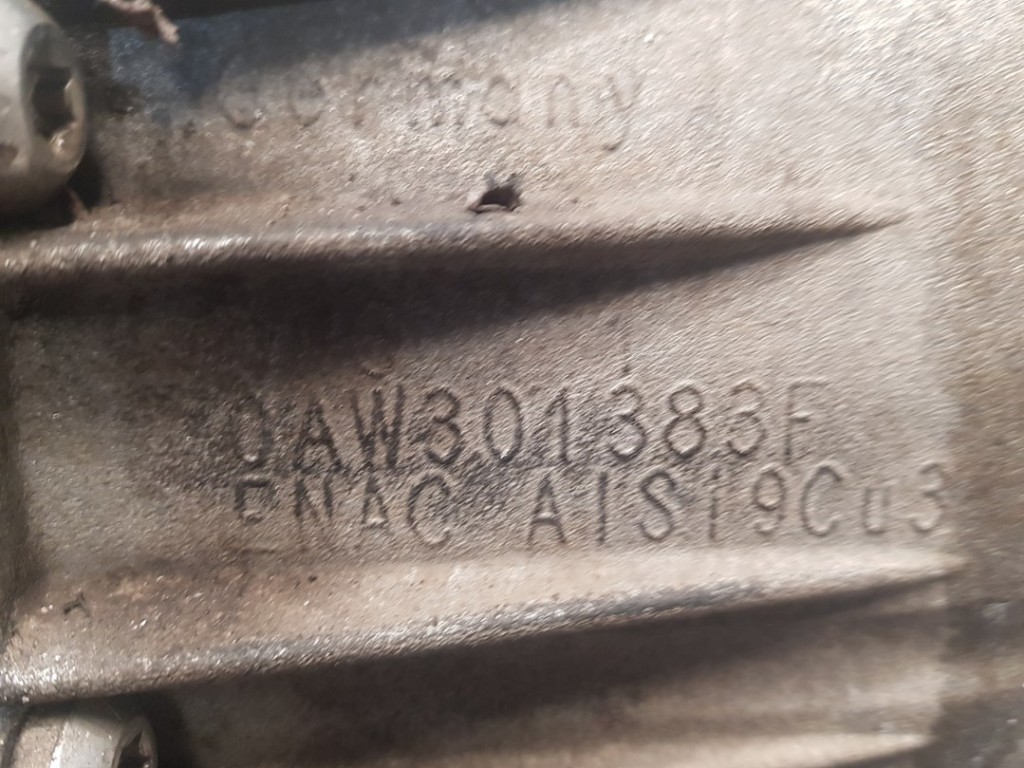 Germany
0AW301383F
ENAC AlSi9Cu3